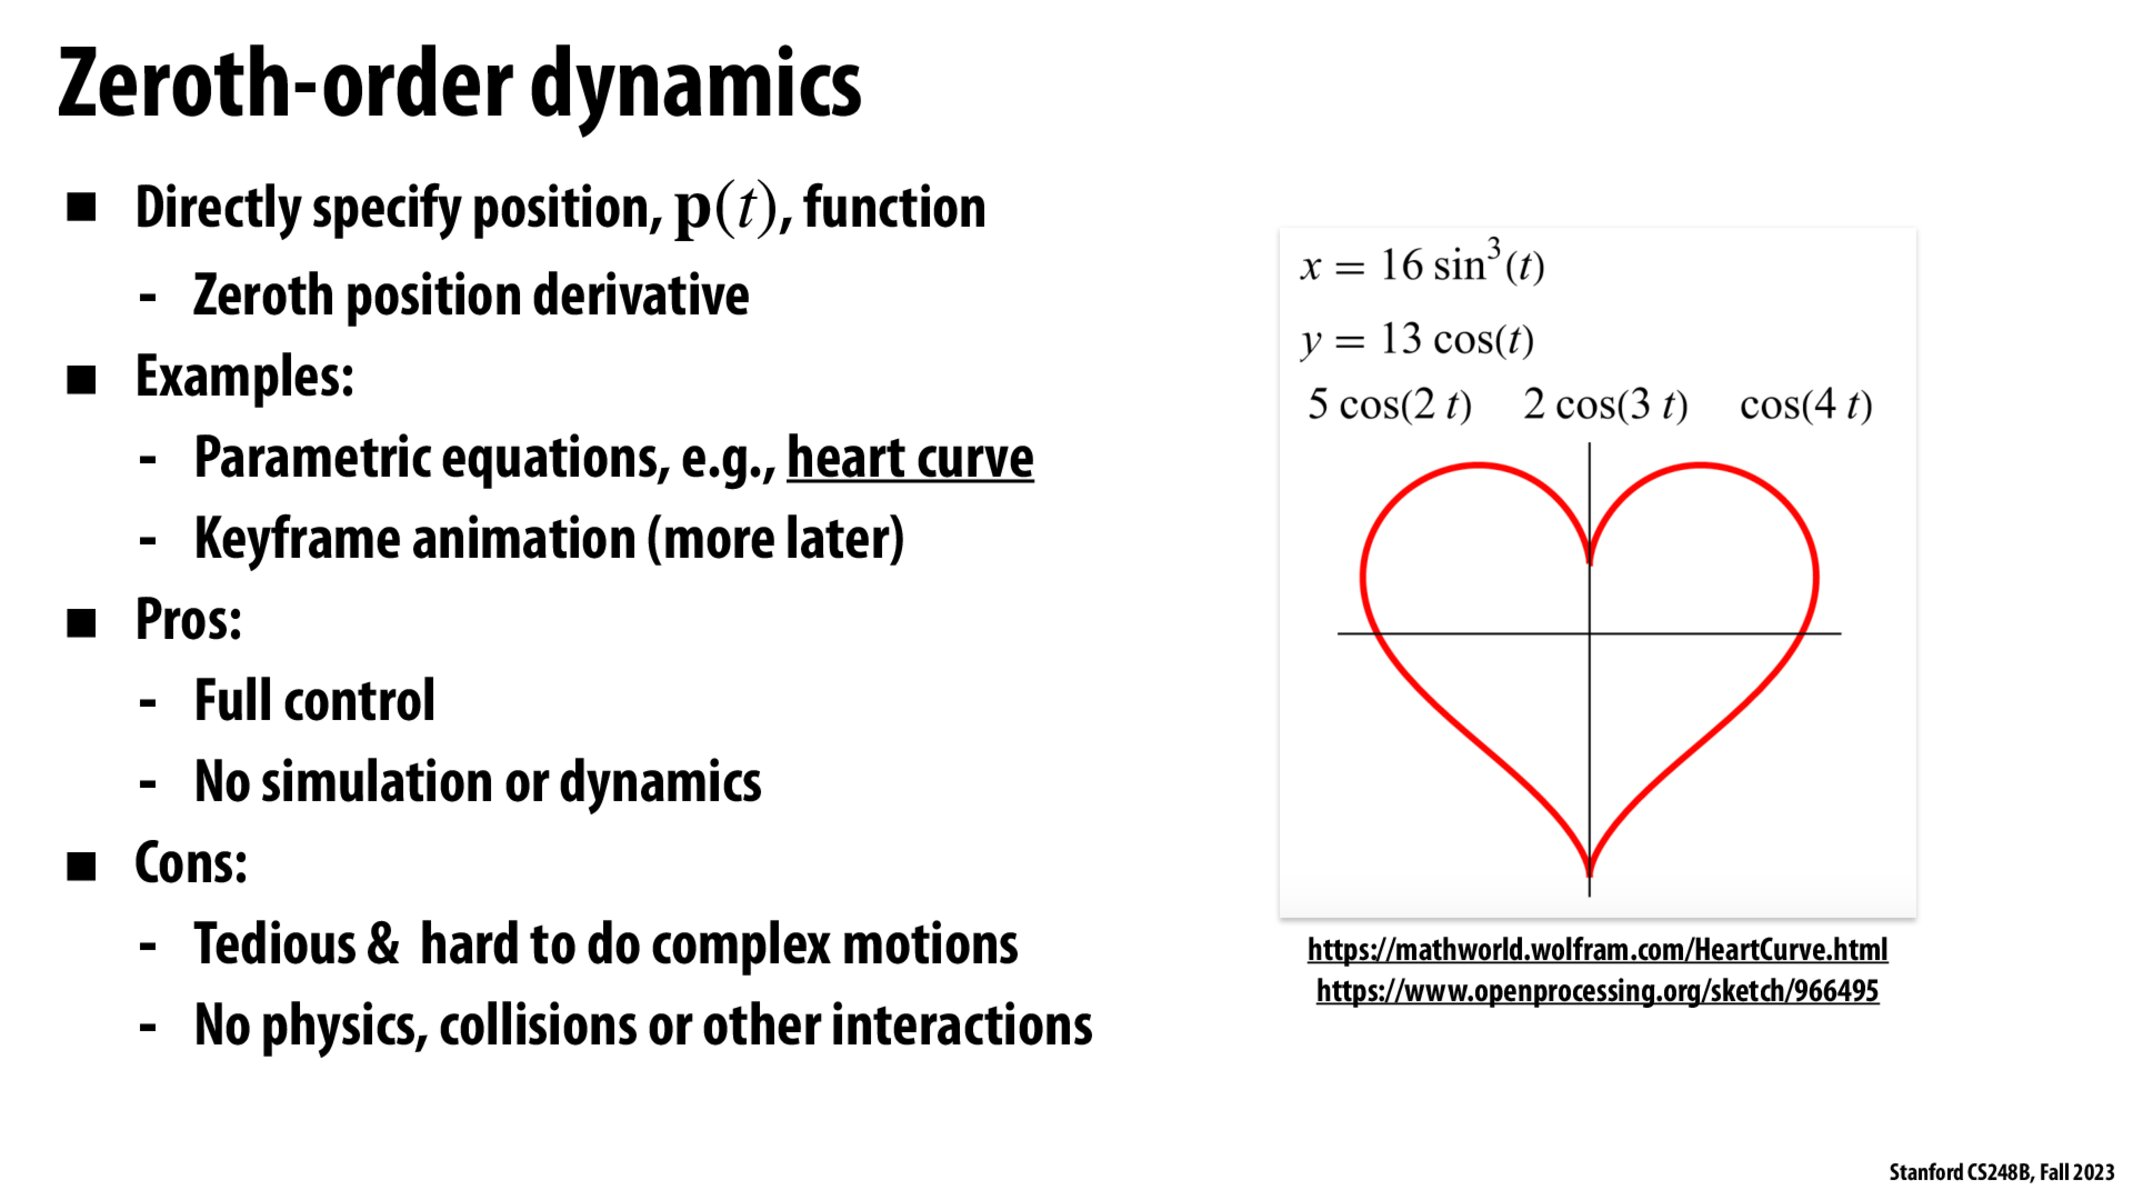 Zeroth-order dynamics
■ Directly specify position, p(t), function
- Zeroth position derivative
■ Examples:
- Parametric equations, e.g., heart curve
- Keyframe animation (more later)
■ Pros:
- Full control
- No simulation or dynamics
■ Cons:
- Tedious & hard to do complex motions
- No physics, collisions or other interactions
x = 16 sin³(t)
y = 13 cos(t)
5 cos(2 t) 2 cos(3 t) cos(4 t)
https://mathworld.wolfram.com/HeartCurve.html
https://www.openprocessing.org/sketch/966495
Stanford CS248B, Fall 2023